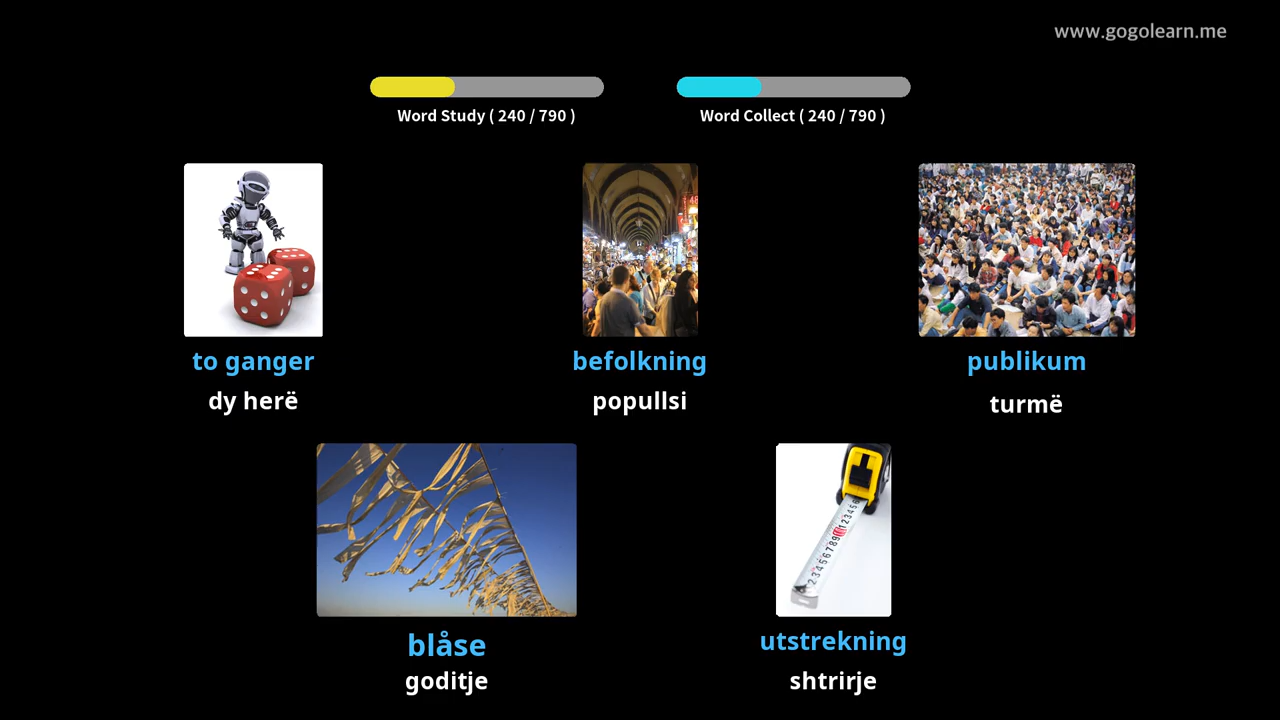 www.gogolearn.me
Word Study ( 240 / 790 )
Word Collect ( 240 / 790 )
to ganger
befolkning
publikum
dy herë
popullsi
turmë
blåse
utstrekning
goditje
shtrirje